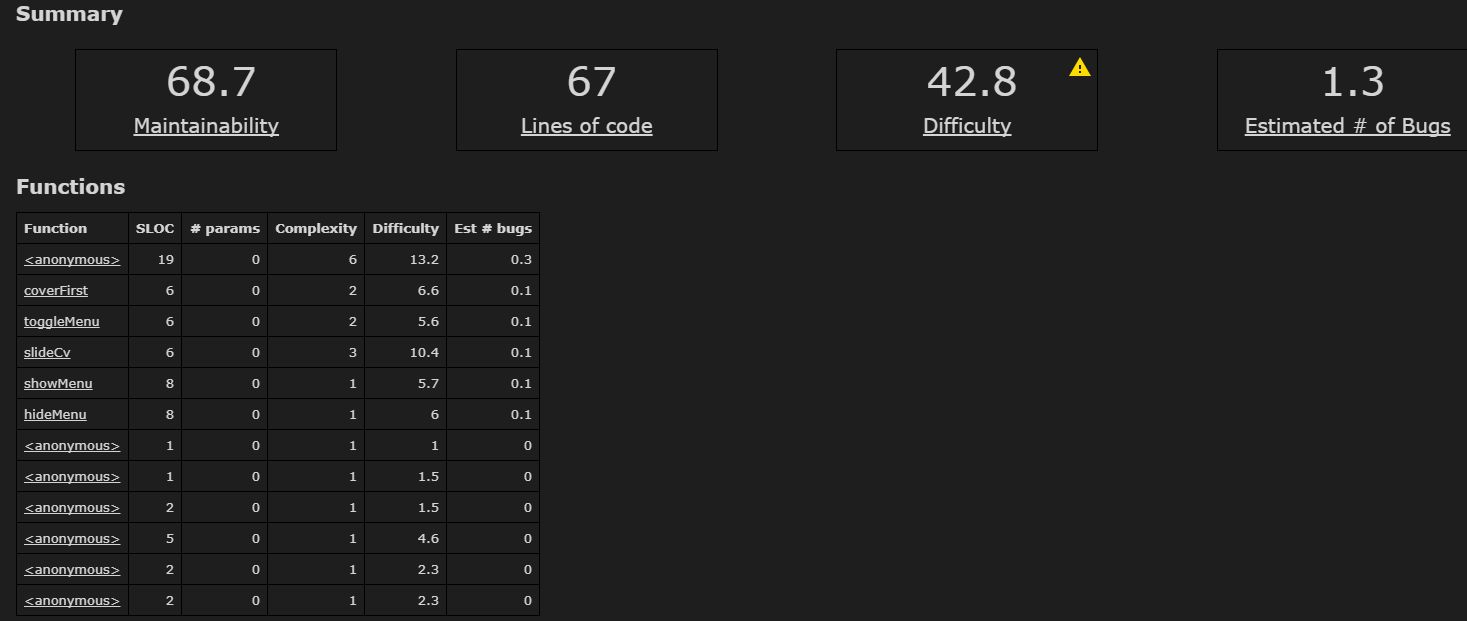 Summary
68.7 67 42.8 1.3
Maintainability Lines of code Difficulty Estimated # of Bugs
Functions
Function SLOC # params Complexity Difficulty Est # bugs
<anonymous> 19 0 6 13.2 0.3
coverFirst 6 0 2 6.6 0.1
toggleMenu 6 0 2 5.6 0.1
slideCv 6 0 3 10.4 0.1
showMenu 8 0 1 5.7 0.1
hideMenu 8 0 1 6 0.1
<anonymous> 1 0 1 1 0
<anonymous> 1 0 1 1.5 0
<anonymous> 2 0 1 1.5 0
<anonymous> 5 0 1 4.6 0
<anonymous> 2 0 1 2.3 0
<anonymous> 2 0 1 2.3 0